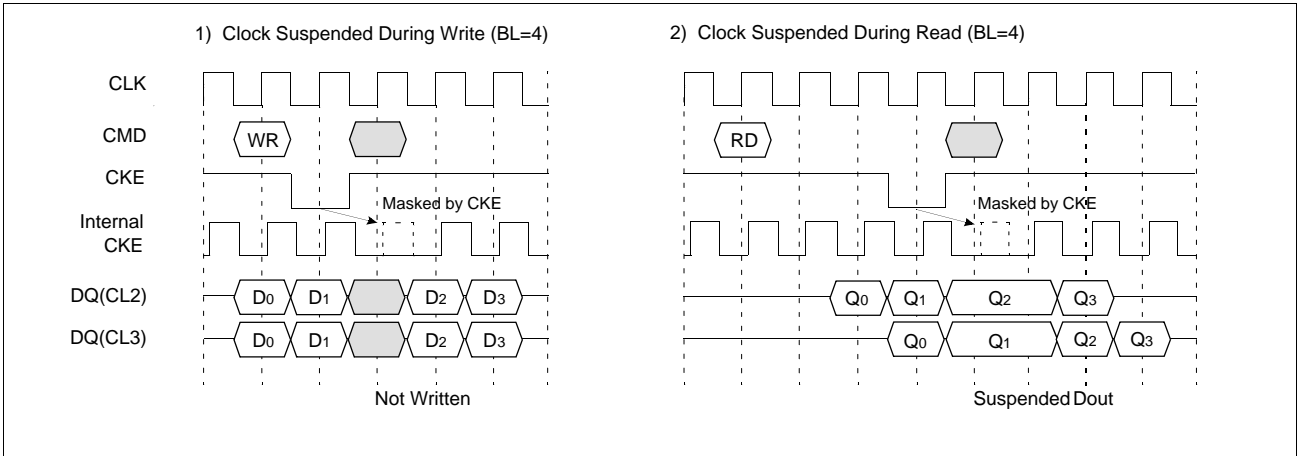 1) Clock Suspended During Write (BL=4)
2) Clock Suspended During Read (BL=4)
CLK
CMD
WR
RD
CKE
Masked by CKE
Masked by CKE
Internal
CKE
DQ(CL2)
D0 D1 D2 D3
Q0 Q1 Q2 Q3
DQ(CL3)
D0 D1 D2 D3
Q0 Q1 Q2 Q3
Not Written
Suspended Dout